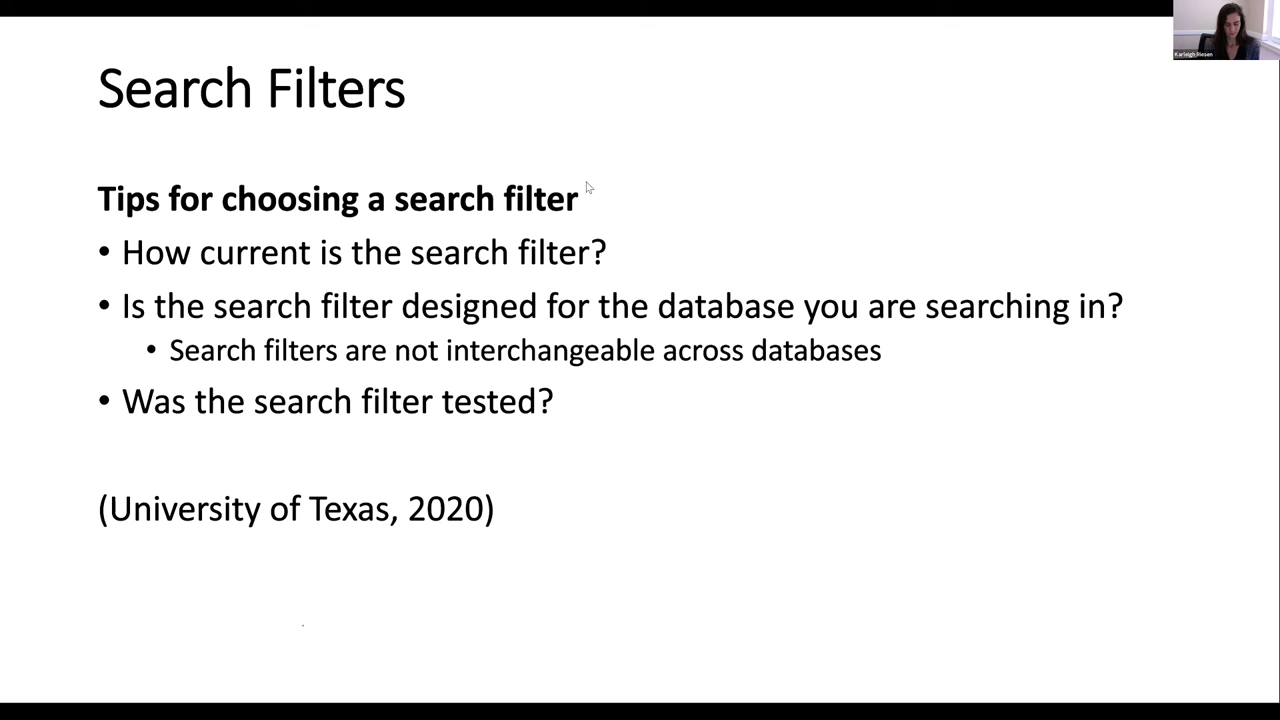 Karleigh Riesen
Search Filters
Tips for choosing a search filter
• How current is the search filter?
• Is the search filter designed for the database you are searching in?
• Search filters are not interchangeable across databases
• Was the search filter tested?
(University of Texas, 2020)